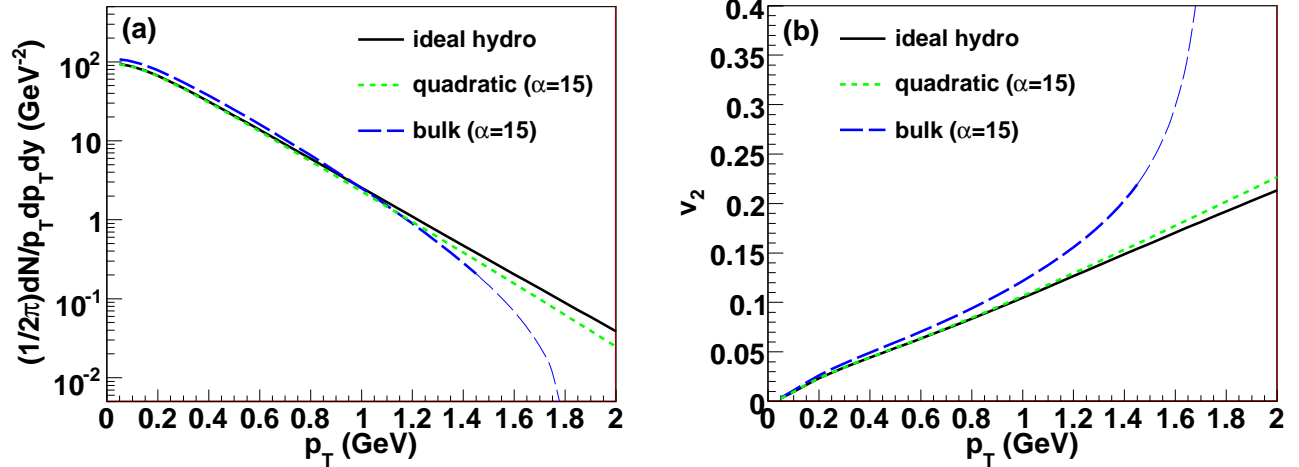 (a)
ideal hydro
quadratic (α=15)
bulk (α=15)
(1/2π)dN/p_T dp_T dy (GeV⁻²)
10²
10
1
10⁻¹
10⁻²
0 0.2 0.4 0.6 0.8 1 1.2 1.4 1.6 1.8 2
p_T (GeV)
(b)
ideal hydro
quadratic (α=15)
bulk (α=15)
v₂
0.4
0.35
0.3
0.25
0.2
0.15
0.1
0.05
0
0 0.2 0.4 0.6 0.8 1 1.2 1.4 1.6 1.8 2
p_T (GeV)